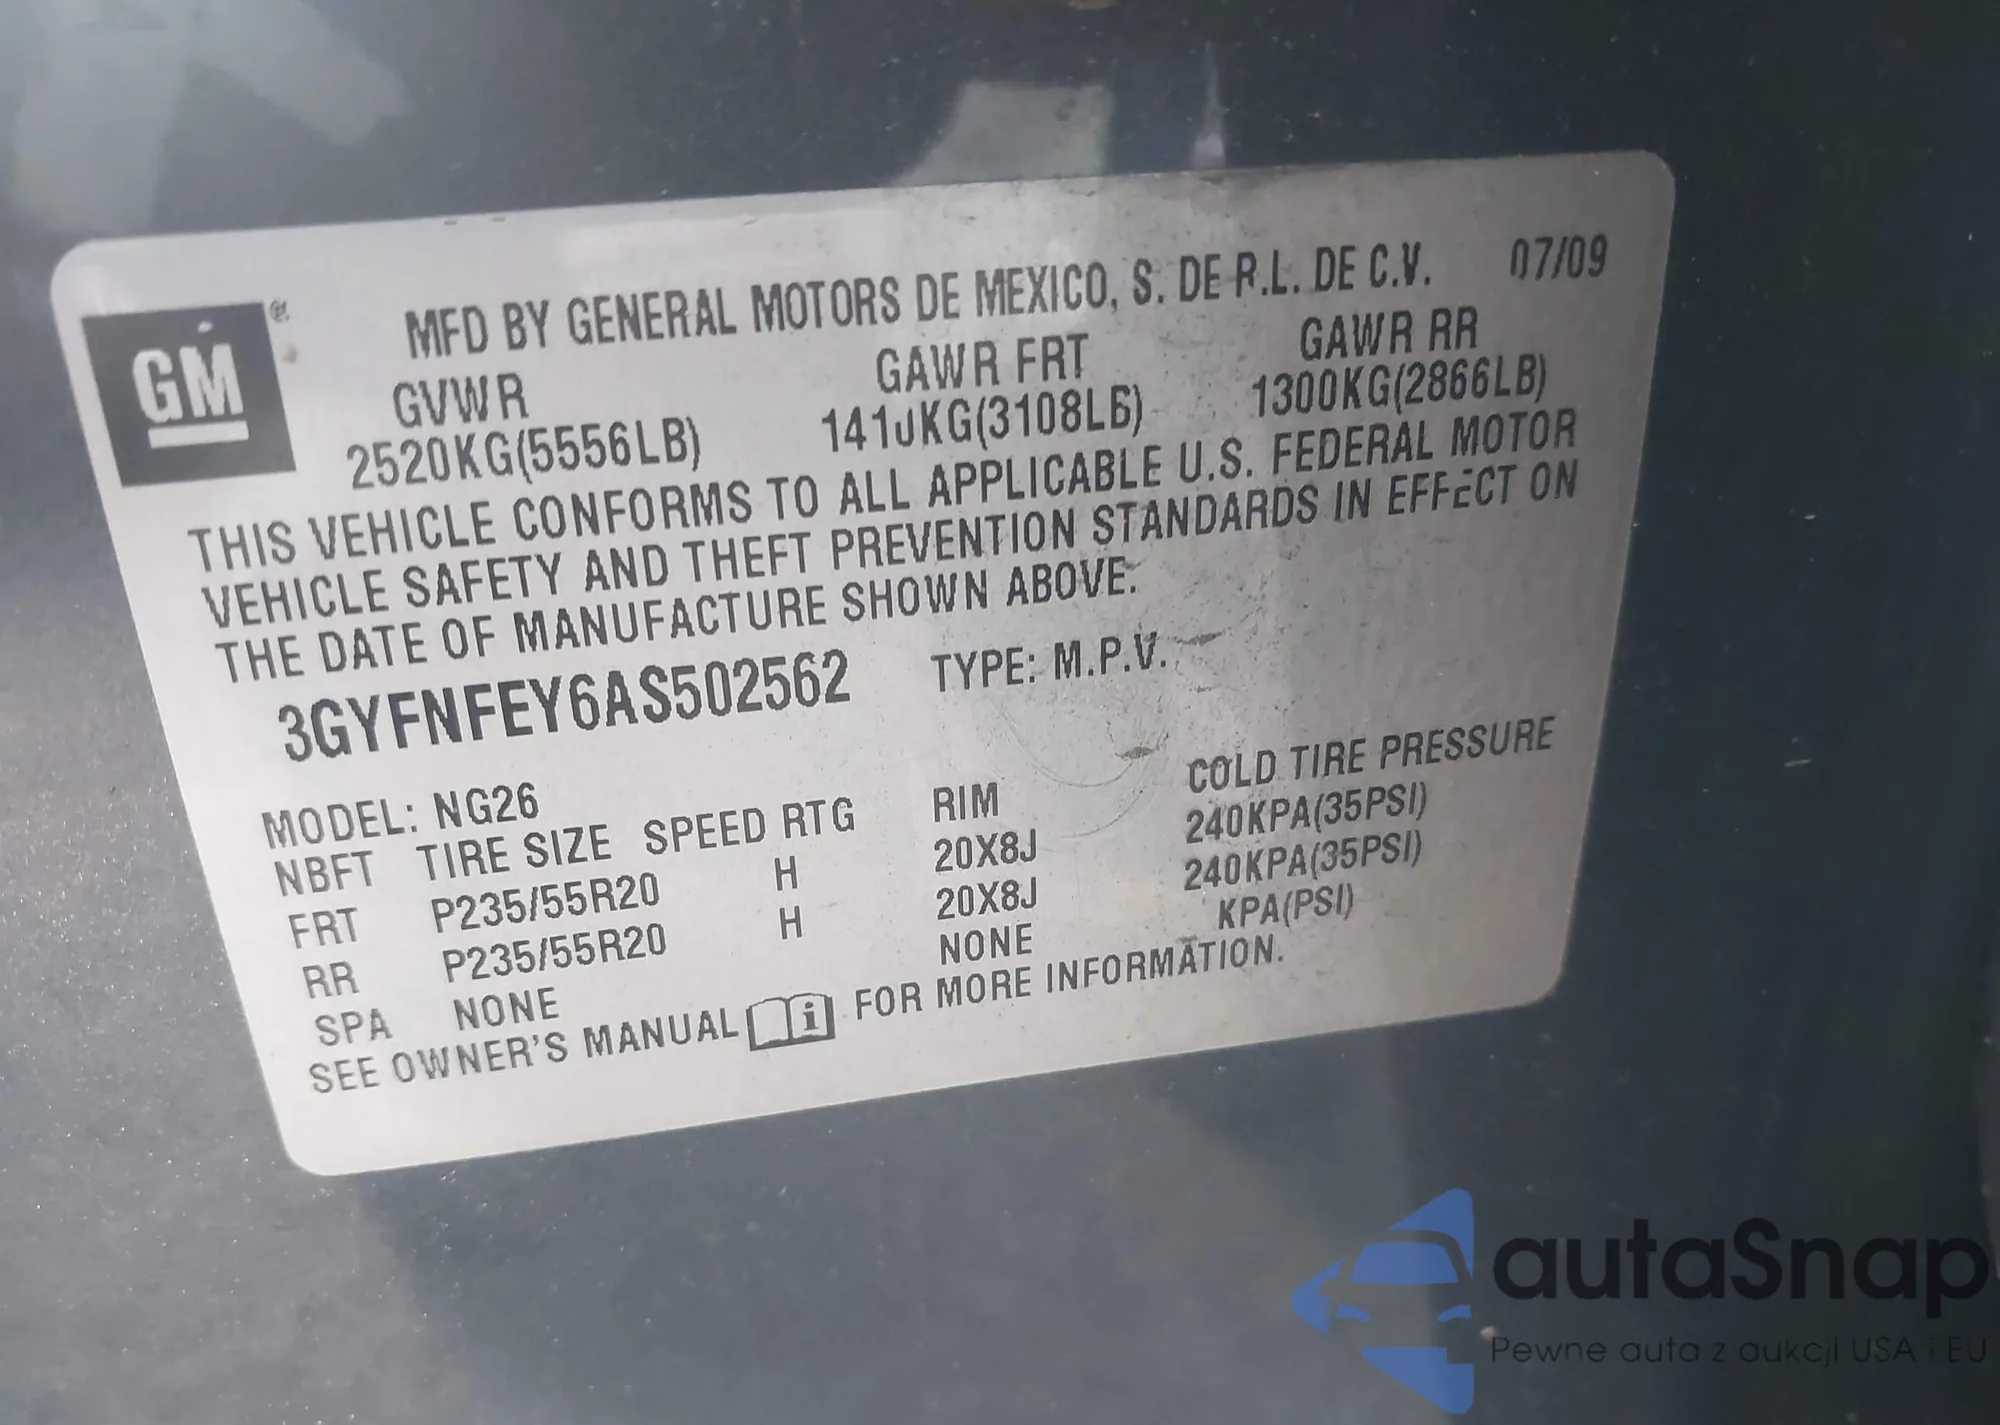 GM
MFD BY GENERAL MOTORS DE MEXICO, S. DE R.L. DE C.V. 07/09
GVWR GAWR FRT GAWR RR
2520KG(5556LB) 1410KG(3108LB) 1300KG(2866LB)
THIS VEHICLE CONFORMS TO ALL APPLICABLE U.S. FEDERAL MOTOR
VEHICLE SAFETY AND THEFT PREVENTION STANDARDS IN EFFECT ON
THE DATE OF MANUFACTURE SHOWN ABOVE.
3GYFNFEY6AS502562 TYPE: M.P.V.
MODEL: NG26
NBFT TIRE SIZE SPEED RTG RIM COLD TIRE PRESSURE
FRT P235/55R20 H 20X8J 240KPA(35PSI)
RR P235/55R20 H 20X8J 240KPA(35PSI)
SPA NONE NONE KPA(PSI)
SEE OWNER'S MANUAL i FOR MORE INFORMATION.
autaSnap
Pewne auta z aukcji USA i EU